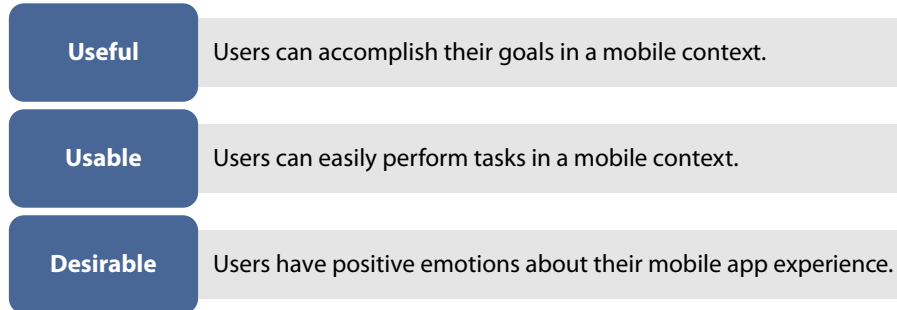 Useful
Users can accomplish their goals in a mobile context.
Usable
Users can easily perform tasks in a mobile context.
Desirable
Users have positive emotions about their mobile app experience.